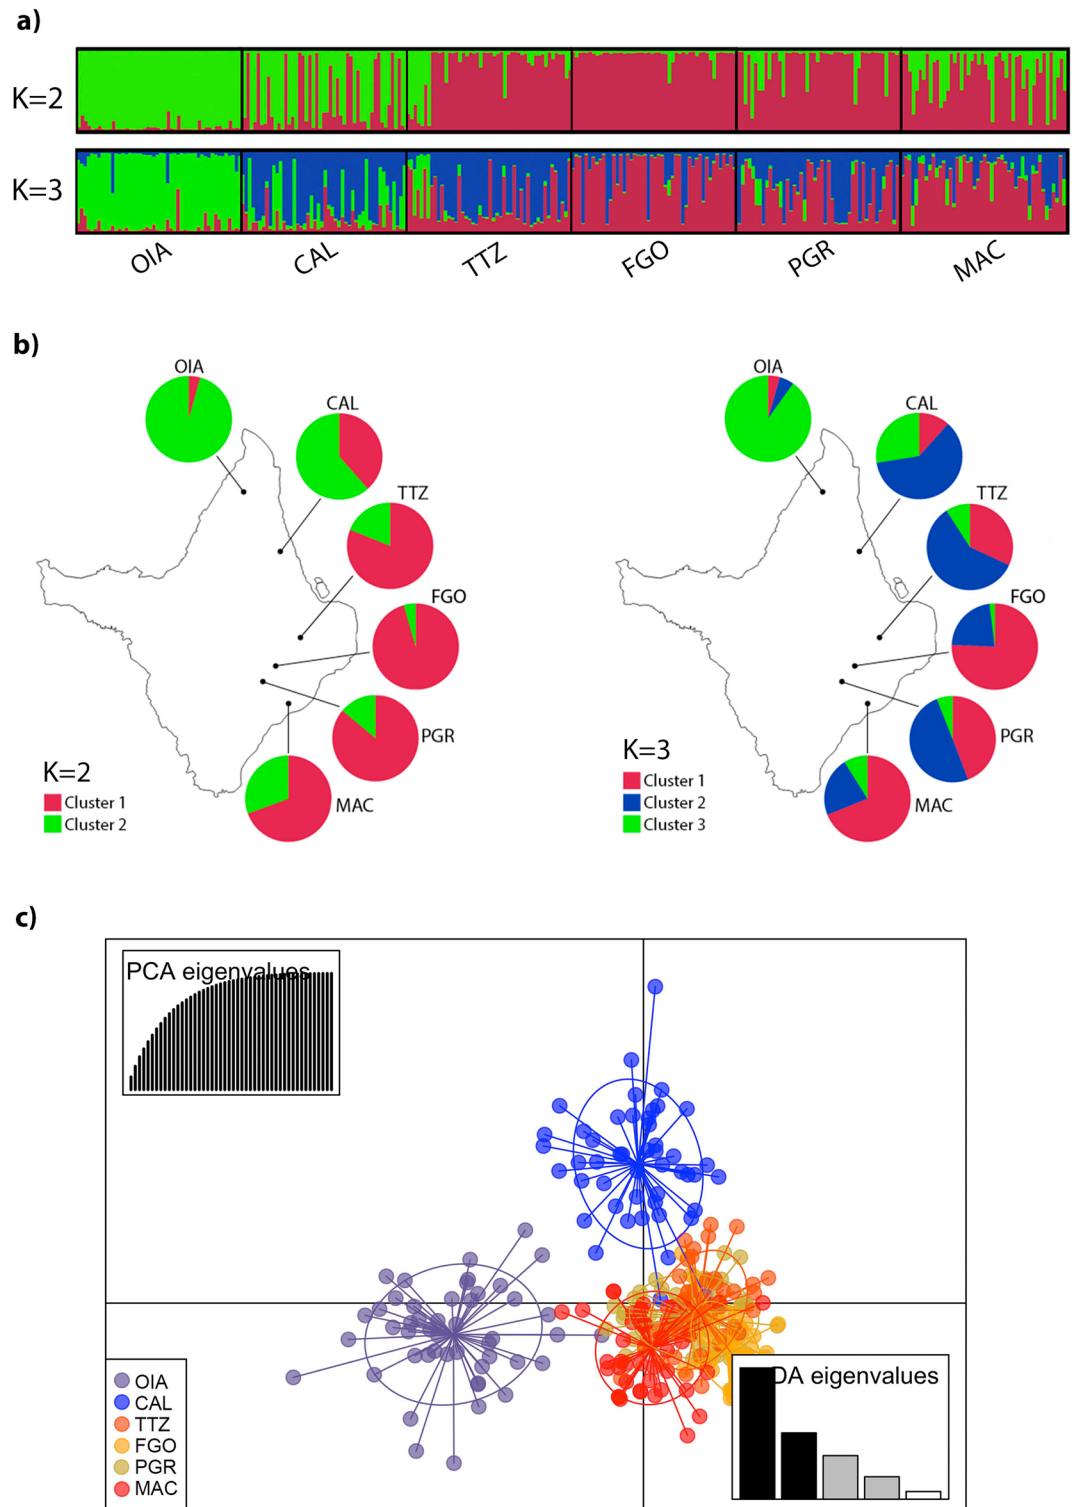 a)
K=2
K=3
OIA
CAL
TTZ
FGO
PGR
MAC
b)
OIA
CAL
TTZ
FGO
PGR
MAC
K=2
Cluster 1
Cluster 2
OIA
CAL
TTZ
FGO
PGR
MAC
K=3
Cluster 1
Cluster 2
Cluster 3
c)
PCA eigenvalues
OIA
CAL
TTZ
FGO
PGR
MAC
DA eigenvalues